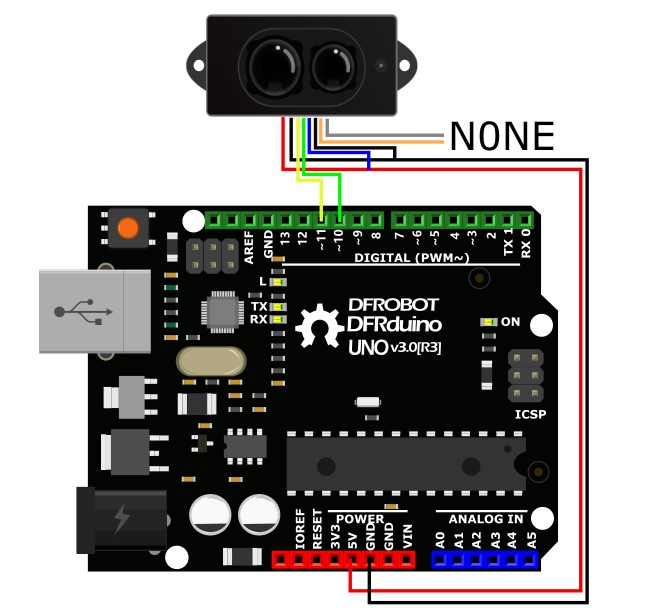 NONE
AREF
GND
13
12
~11
~10
~9
8
7
~6
~5
4
~3
2
TX 1
RX 0
DIGITAL (PWM~)
L
TX
RX
DFROBOT
DFRduino
UNO v3.0[R3]
ON
ICSP
POWER
ANALOG IN
IOREF
RESET
3V3
5V
GND
GND
VIN
A0
A1
A2
A3
A4
A5